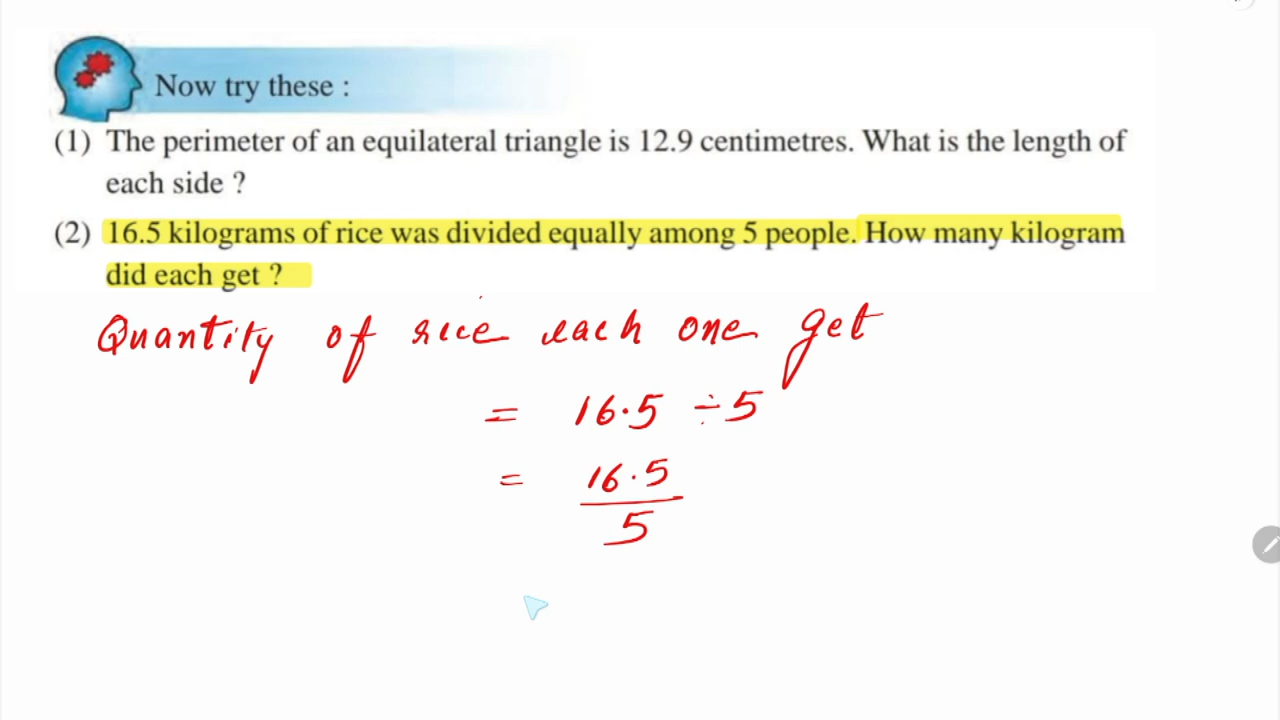 Now try these :
(1) The perimeter of an equilateral triangle is 12.9 centimetres. What is the length of
each side ?
(2) 16.5 kilograms of rice was divided equally among 5 people. How many kilogram
did each get ?
Quantity of rice each one get
= 16.5 ÷ 5
= 16.5
5